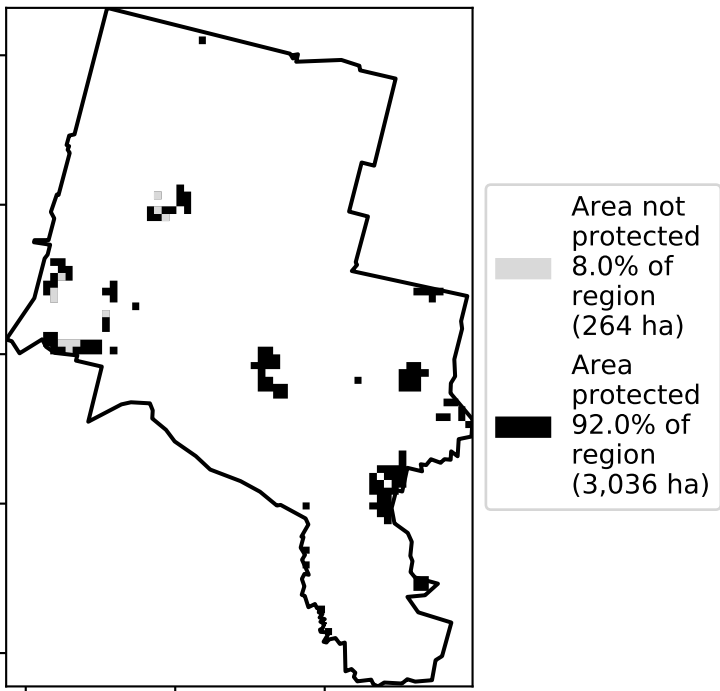 Area not
protected
8.0% of
region
(264 ha)
Area
protected
92.0% of
region
(3,036 ha)